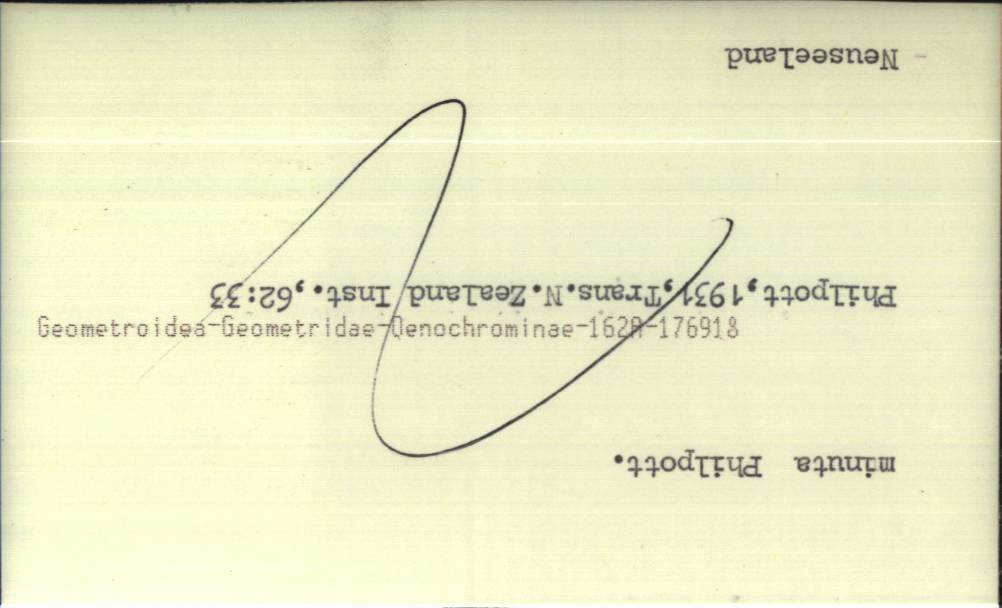 minuta Philpott.
Philpott,1931,Trans.N.Zealand Inst.,62:33
Neuseeland
Geometroidea-Geometridae-Oenochrominae-162A-176918